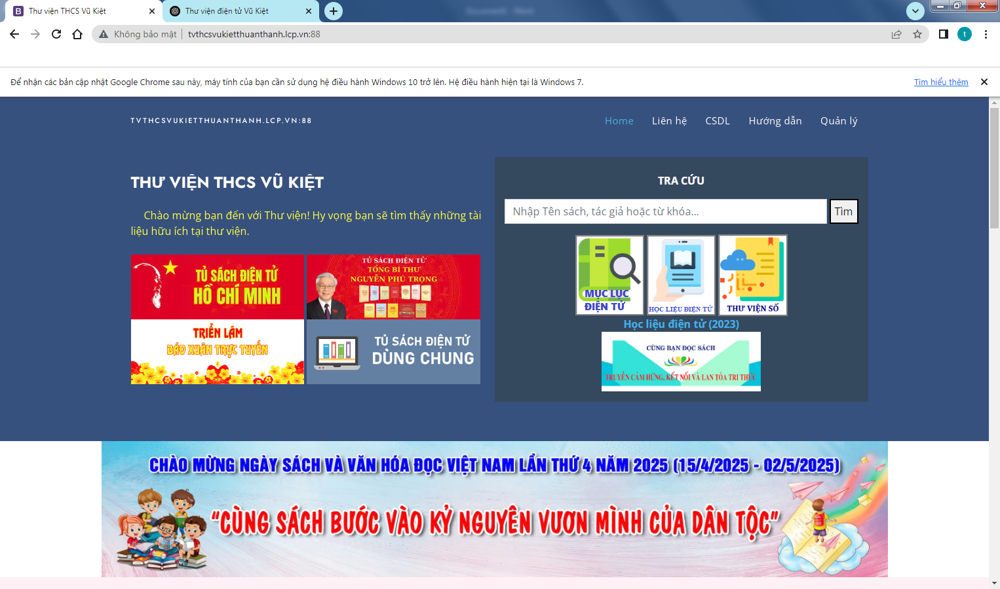 Thư viện THCS Vũ Kiệt
Thư viện điện tử Vũ Kiệt
Không bảo mật
tvthcsvukietthuanthanh.lcp.vn:88
t
Để nhận các bản cập nhật Google Chrome sau này, máy tính của bạn cần sử dụng hệ điều hành Windows 10 trở lên. Hệ điều hành hiện tại là Windows 7.
Tìm hiểu thêm
TVTHCSVUKIETTHUANTHANH.LCP.VN:88
Home
Liên hệ
CSDL
Hướng dẫn
Quản lý
THƯ VIỆN THCS VŨ KIỆT
Chào mừng bạn đến với Thư viện! Hy vọng bạn sẽ tìm thấy những tài
liệu hữu ích tại thư viện.
TỦ SÁCH ĐIỆN TỬ
HỒ CHÍ MINH
TỦ SÁCH ĐIỆN TỬ
TỔNG BÍ THƯ
NGUYỄN PHÚ TRỌNG
TRIỂN LÃM
BÁO XUÂN TRỰC TUYẾN
TỦ SÁCH ĐIỆN TỬ
DÙNG CHUNG
TRA CỨU
Nhập Tên sách, tác giả hoặc từ khóa...
Tìm
MỤC LỤC
ĐIỆN TỬ
HỌC LIỆU ĐIỆN TỬ
THƯ VIỆN SỐ
Học liệu điện tử (2023)
CÙNG BẠN ĐỌC SÁCH
TRUYỀN CẢM HỨNG, KẾT NỐI VÀ LAN TỎA TRI THỨC
CHÀO MỪNG NGÀY SÁCH VÀ VĂN HÓA ĐỌC VIỆT NAM LẦN THỨ 4 NĂM 2025 (15/4/2025 - 02/5/2025)
"CÙNG SÁCH BƯỚC VÀO KỶ NGUYÊN VƯƠN MÌNH CỦA DÂN TỘC"